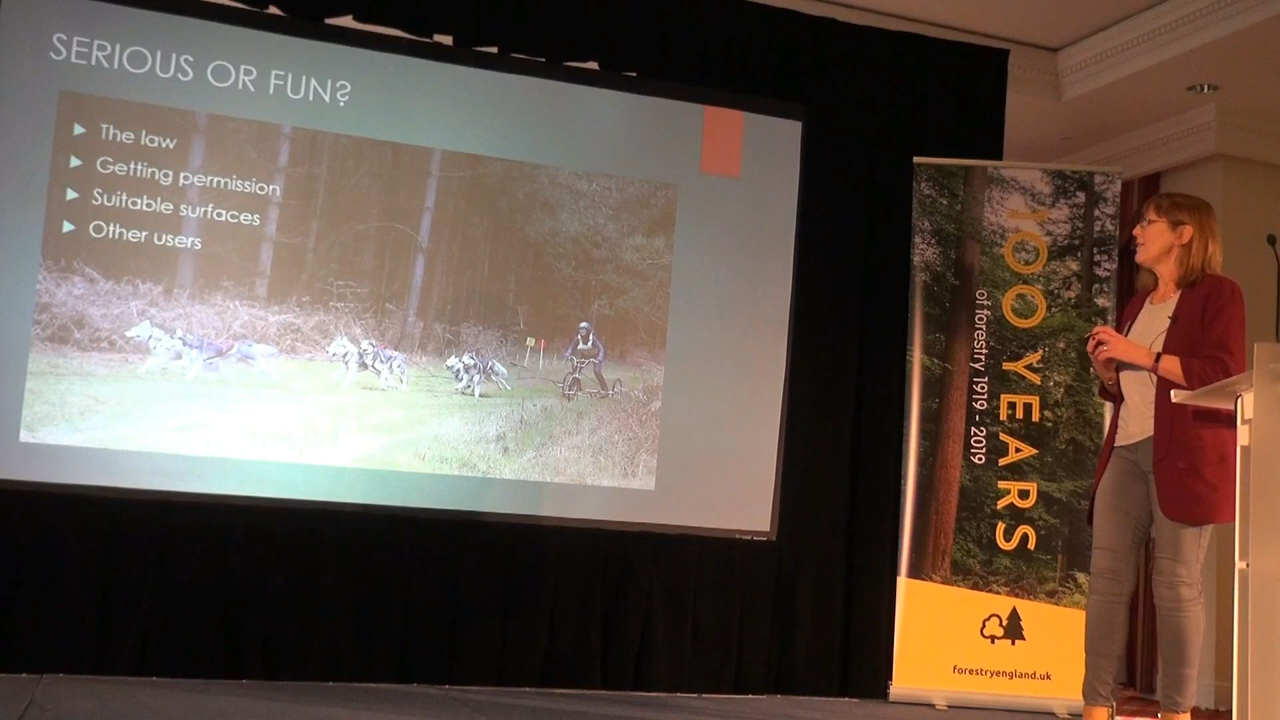 SERIOUS OR FUN?
The law
Getting permission
Suitable surfaces
Other users
100 YEARS
of forestry 1919 - 2019
forestryengland.uk